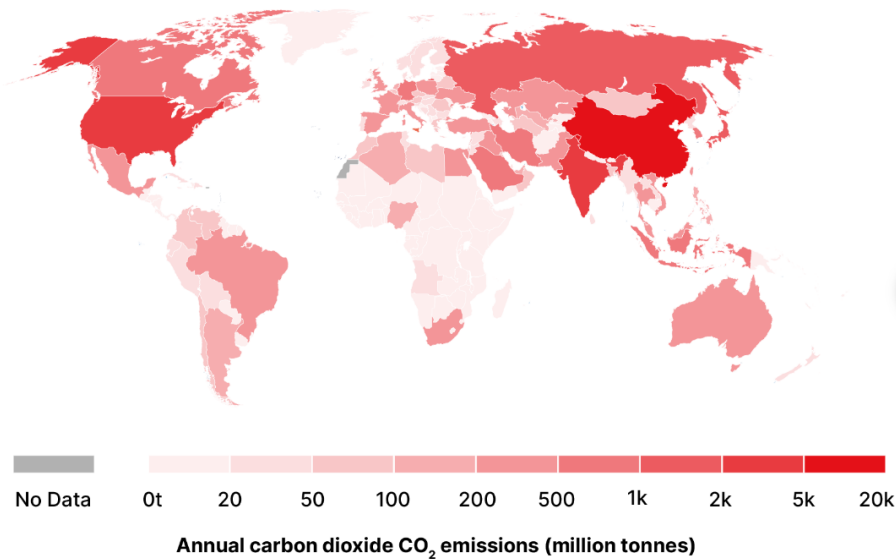 No Data 0t 20 50 100 200 500 1k 2k 5k 20k
Annual carbon dioxide CO₂ emissions (million tonnes)